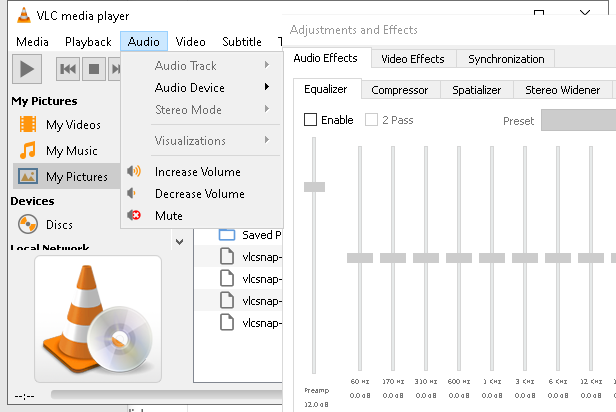 VLC media player
Media Playback Audio Video Subtitle T
Audio Track
Audio Device
Stereo Mode
Visualizations
Increase Volume
Decrease Volume
Mute
My Pictures
My Videos
My Music
My Pictures
Devices
Discs
Local Network
Saved P
vlcsnap-
vlcsnap-
vlcsnap-
vlcsnap-
--:--
Adjustments and Effects
Audio Effects Video Effects Synchronization
Equalizer Compressor Spatializer Stereo Widener
Enable 2 Pass Preset
60 Hz 170 Hz 310 Hz 600 Hz 1 KHz 3 KHz 6 KHz 12 KHz
Preamp 0.0 dB 0.0 dB 0.0 dB 0.0 dB 0.0 dB 0.0 dB 0.0 dB 0.0 dB
12.0 dB